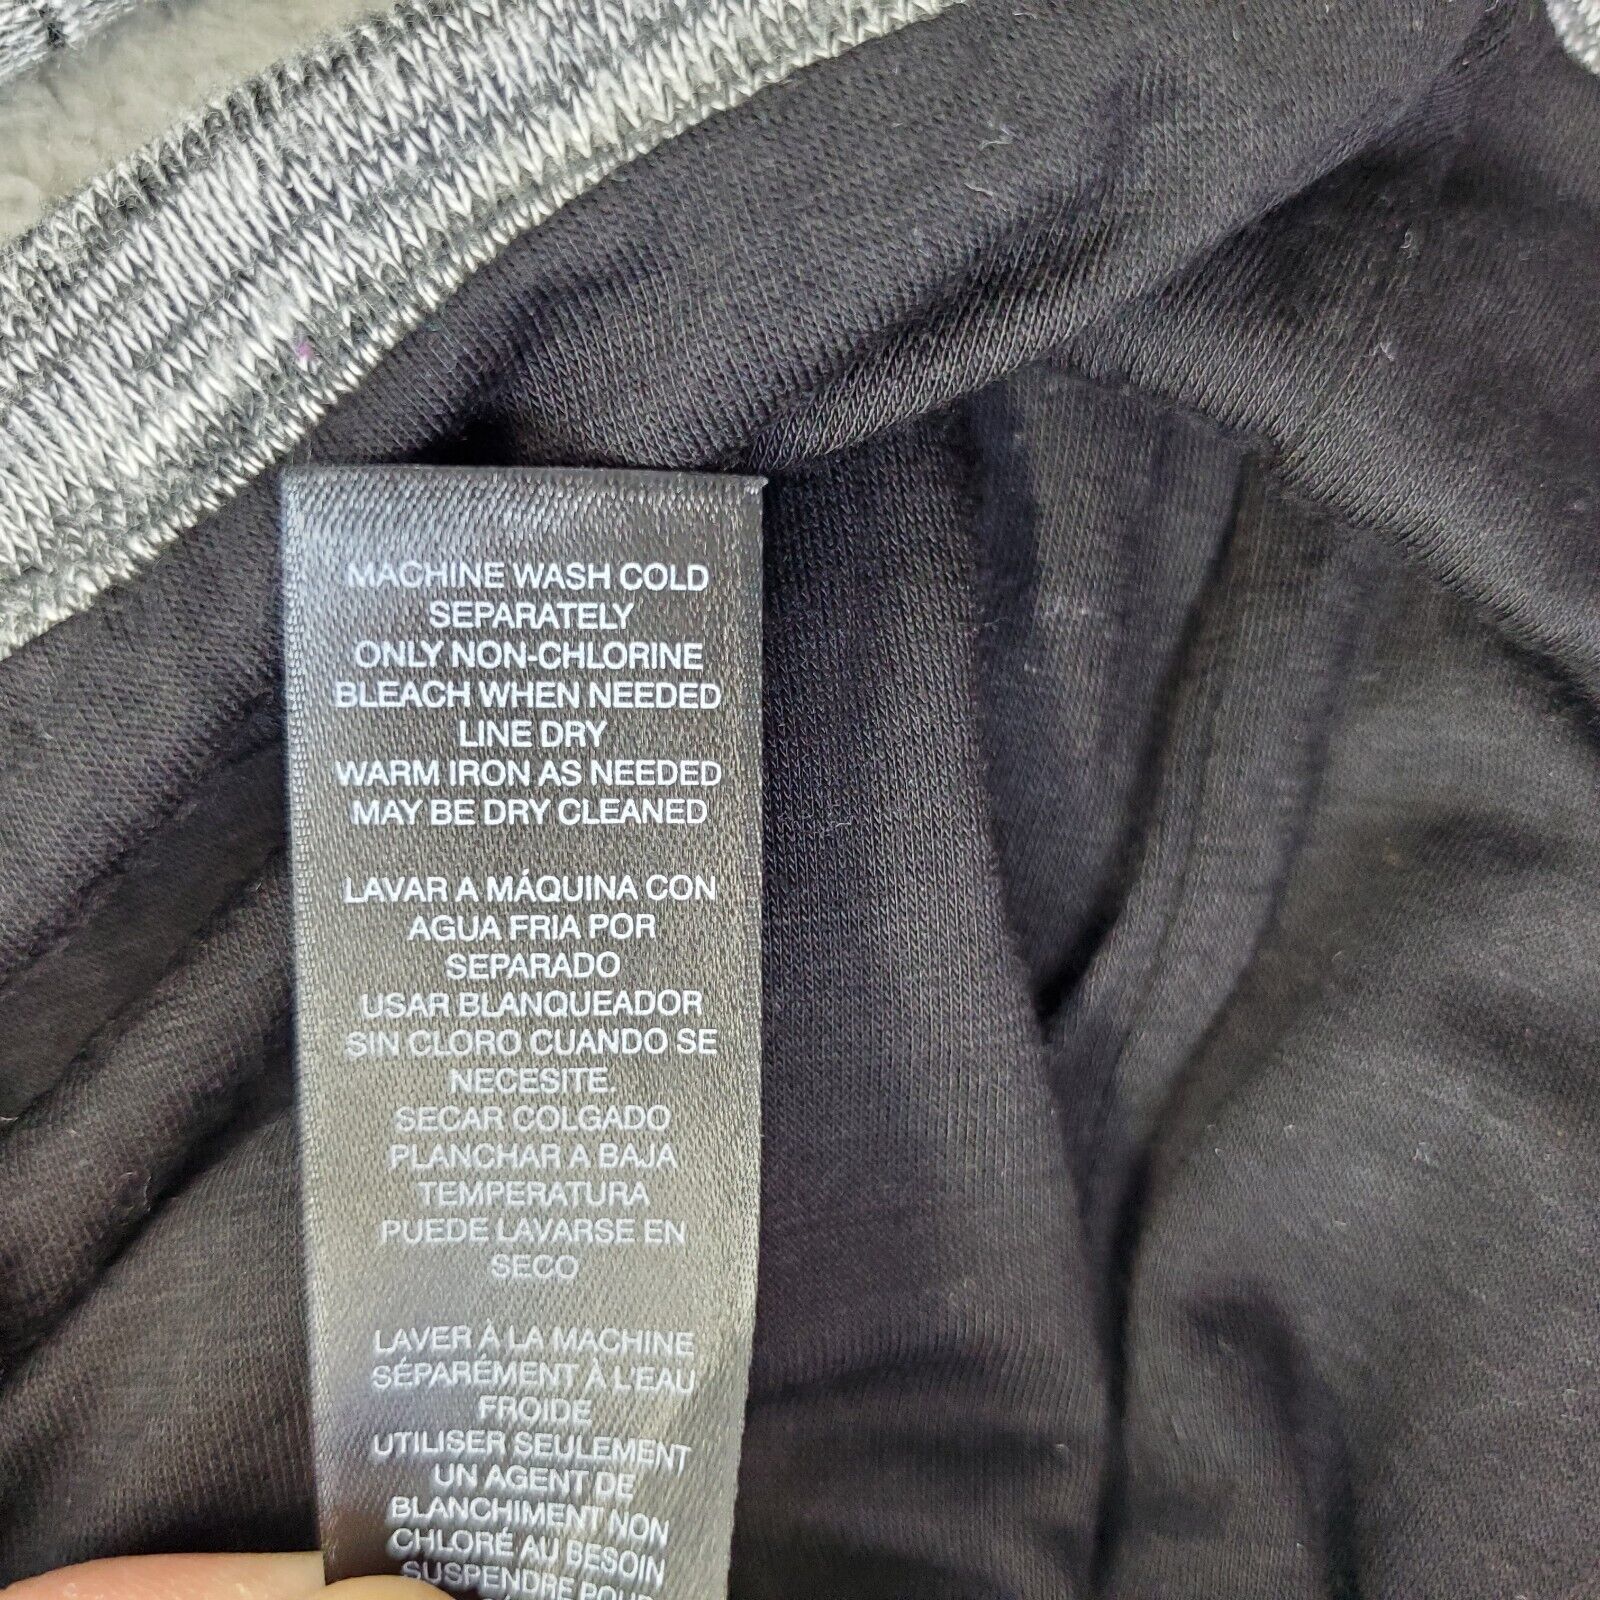 MACHINE WASH COLD
SEPARATELY
ONLY NON-CHLORINE
BLEACH WHEN NEEDED
LINE DRY
WARM IRON AS NEEDED
MAY BE DRY CLEANED
LAVAR A MÁQUINA CON
AGUA FRIA POR
SEPARADO
USAR BLANQUEADOR
SIN CLORO CUANDO SE
NECESITE.
SECAR COLGADO
PLANCHAR A BAJA
TEMPERATURA
PUEDE LAVARSE EN
SECO
LAVER À LA MACHINE
SÉPARÉMENT À L'EAU
FROIDE
UTILISER SEULEMENT
UN AGENT DE
BLANCHIMENT NON
CHLORÉ AU BESOIN
SUSPENDRE POUR